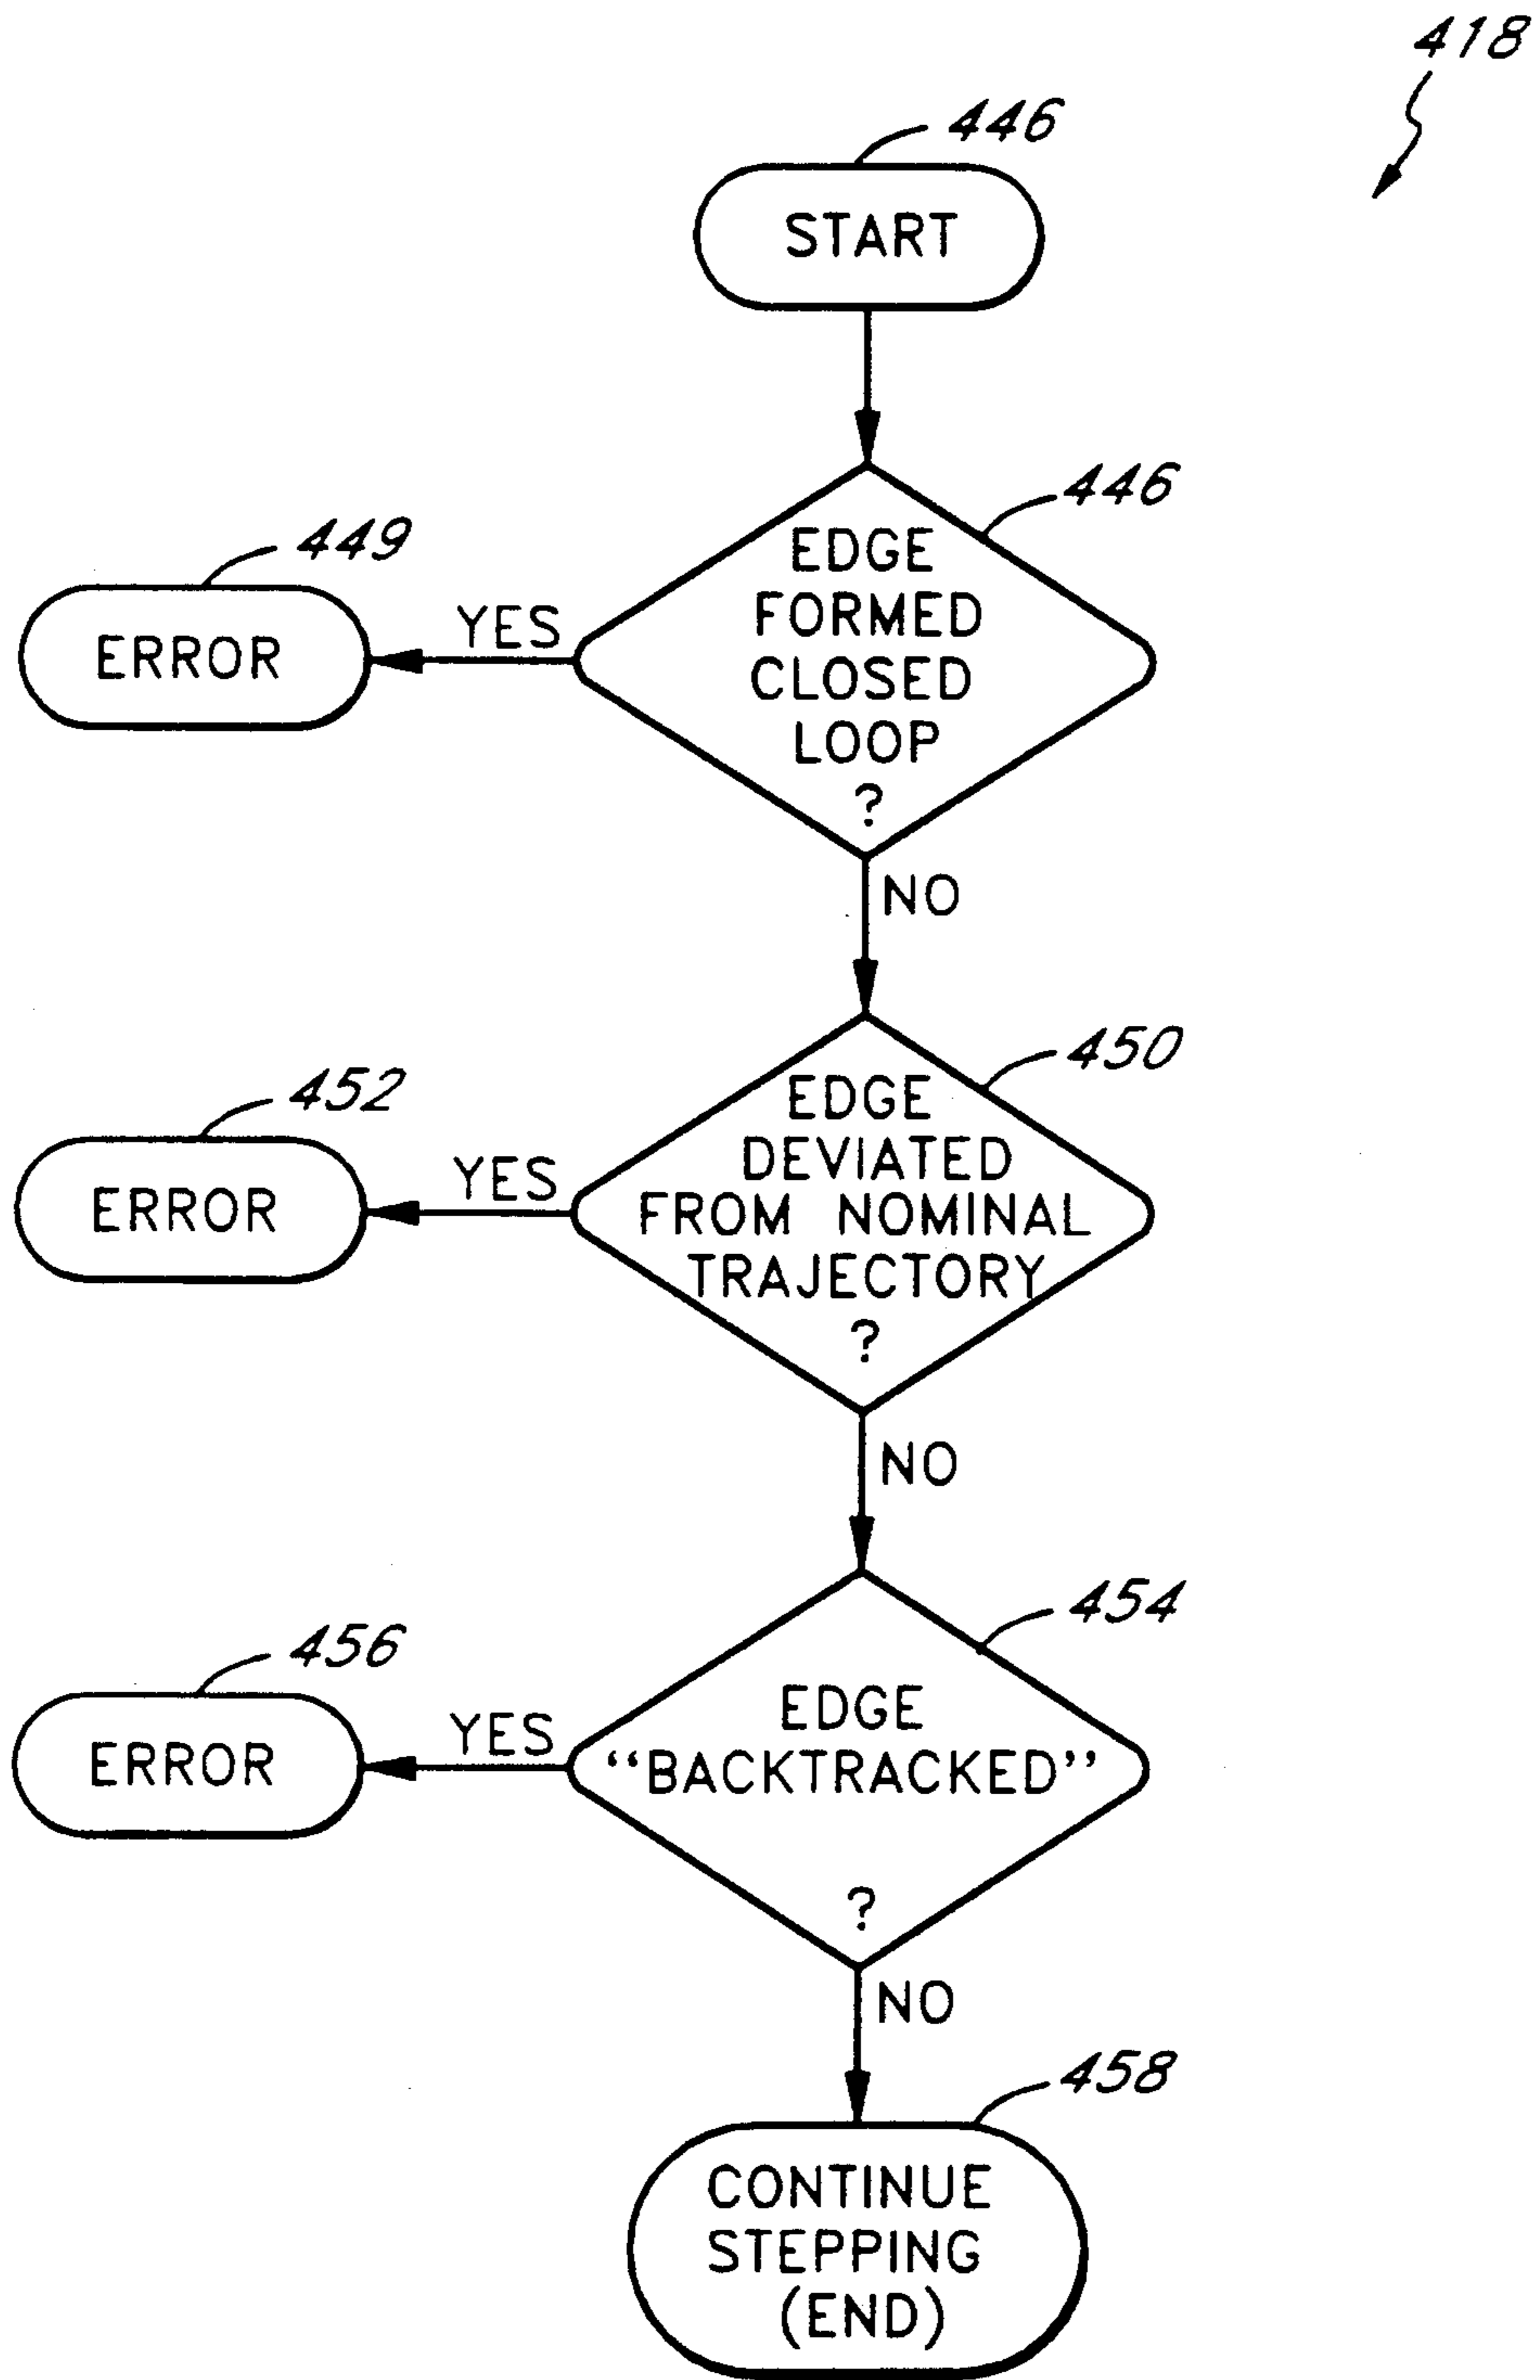 418
446
START
446
EDGE
FORMED
CLOSED
LOOP
?
YES
449
ERROR
NO
450
EDGE
DEVIATED
FROM NOMINAL
TRAJECTORY
?
YES
452
ERROR
NO
454
EDGE
“BACKTRACKED”
?
YES
456
ERROR
NO
458
CONTINUE
STEPPING
(END)